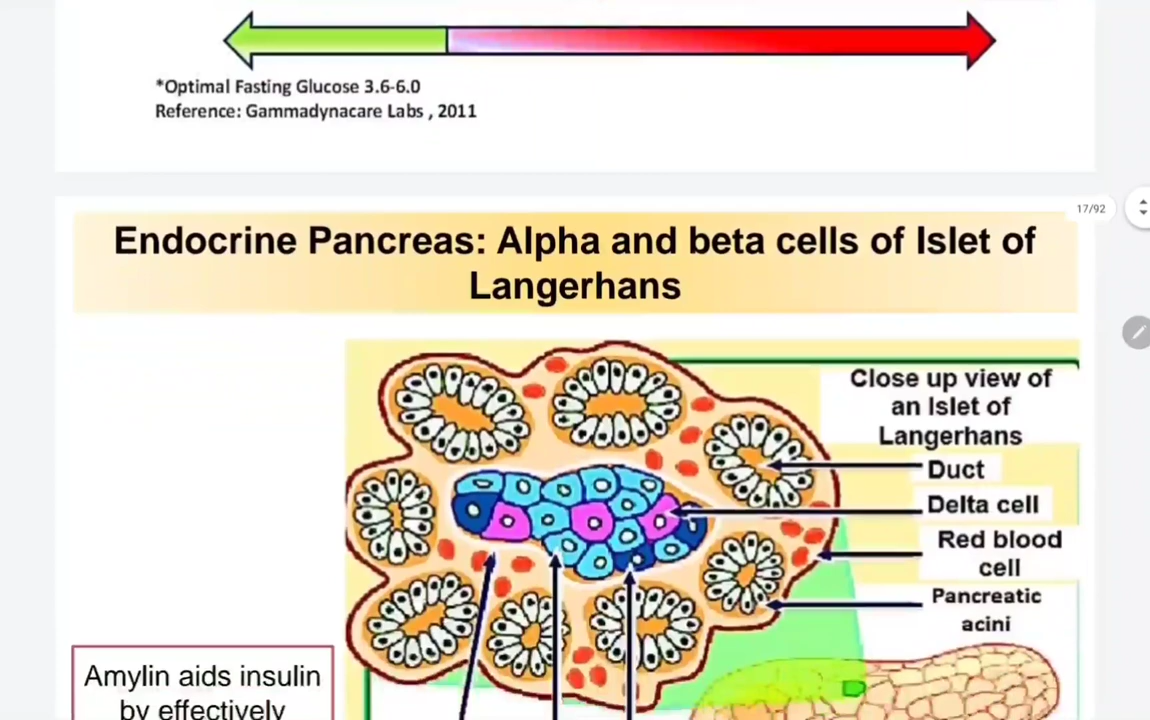 *Optimal Fasting Glucose 3.6-6.0
Reference: Gammadynacare Labs , 2011
17/92
Endocrine Pancreas: Alpha and beta cells of Islet of
Langerhans
Close up view of
an Islet of
Langerhans
Duct
Delta cell
Red blood
cell
Pancreatic
acini
Amylin aids insulin
by effectively